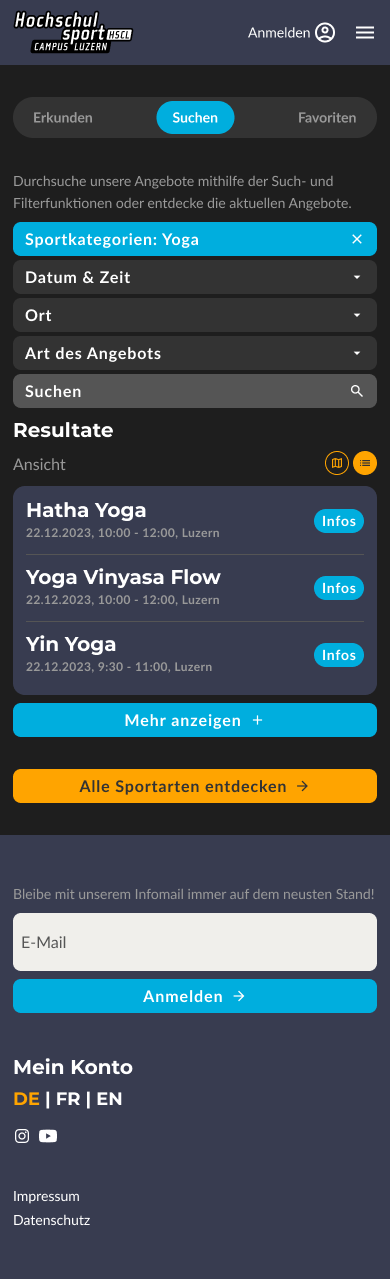 Hochschul
sport HSCL
CAMPUS LUZERN
Anmelden
Erkunden
Suchen
Favoriten
Durchsuche unsere Angebote mithilfe der Such- und
Filterfunktionen oder entdecke die aktuellen Angebote.
Sportkategorien: Yoga
Datum & Zeit
Ort
Art des Angebots
Suchen
Resultate
Ansicht
Hatha Yoga
22.12.2023, 10:00 - 12:00, Luzern
Infos
Yoga Vinyasa Flow
22.12.2023, 10:00 - 12:00, Luzern
Infos
Yin Yoga
22.12.2023, 9:30 - 11:00, Luzern
Infos
Mehr anzeigen
Alle Sportarten entdecken
Bleibe mit unserem Infomail immer auf dem neusten Stand!
E-Mail
Anmelden
Mein Konto
DE | FR | EN
Impressum
Datenschutz